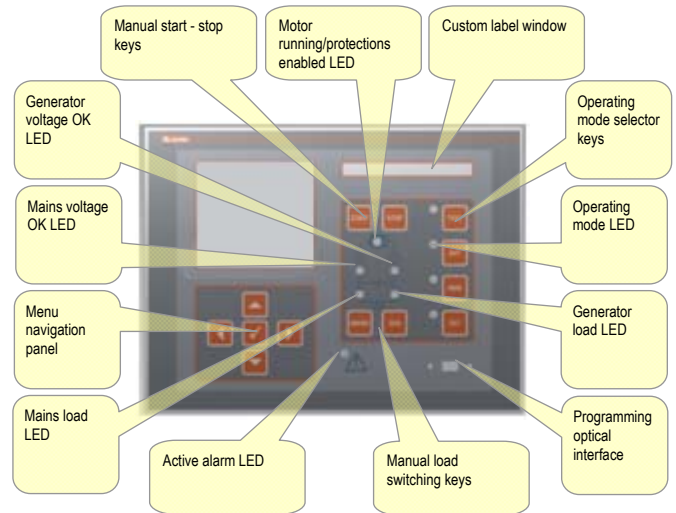 Manual start - stop
keys
Motor
running/protections
enabled LED
Custom label window
Generator
voltage OK
LED
Operating
mode selector
keys
Mains voltage
OK LED
Operating
mode LED
Menu
navigation
panel
Generator
load LED
Mains load
LED
Active alarm LED
Manual load
switching keys
Programming
optical
interface